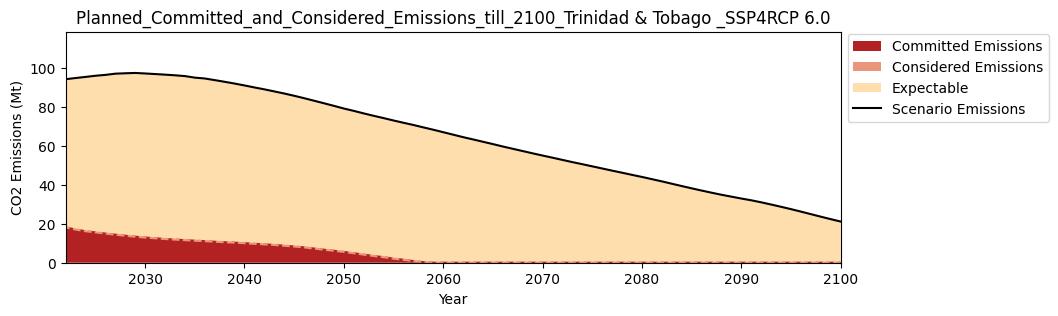 Planned_Committed_and_Considered_Emissions_till_2100_Trinidad & Tobago _SSP4RCP 6.0
Committed Emissions
Considered Emissions
Expectable
Scenario Emissions
CO2 Emissions (Mt)
100
80
60
40
20
0
2030 2040 2050 2060 2070 2080 2090 2100
Year